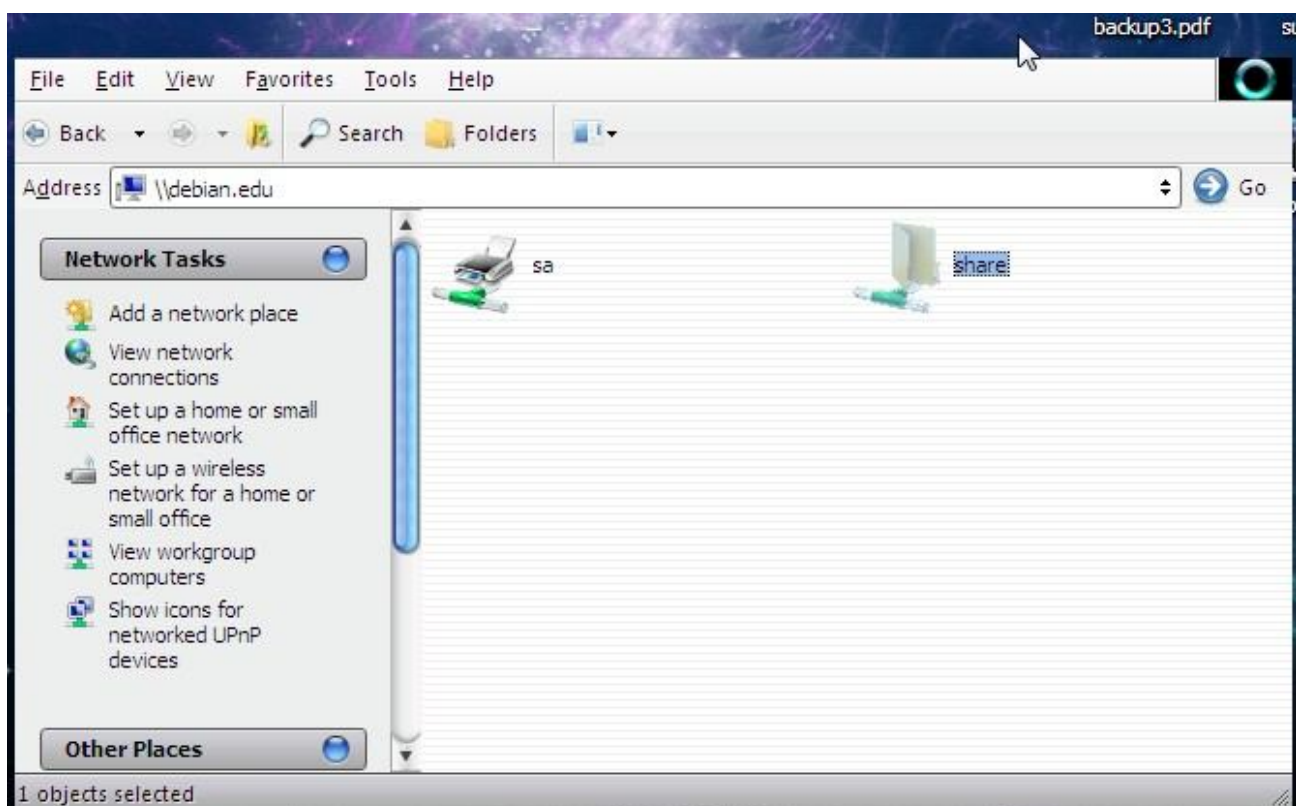 backup3.pdf
File Edit View Favorites Tools Help
Back Search Folders
Address \\debian.edu Go
Network Tasks
Add a network place
View network
connections
Set up a home or small
office network
Set up a wireless
network for a home or
small office
View workgroup
computers
Show icons for
networked UPnP
devices
Other Places
sa
share
1 objects selected